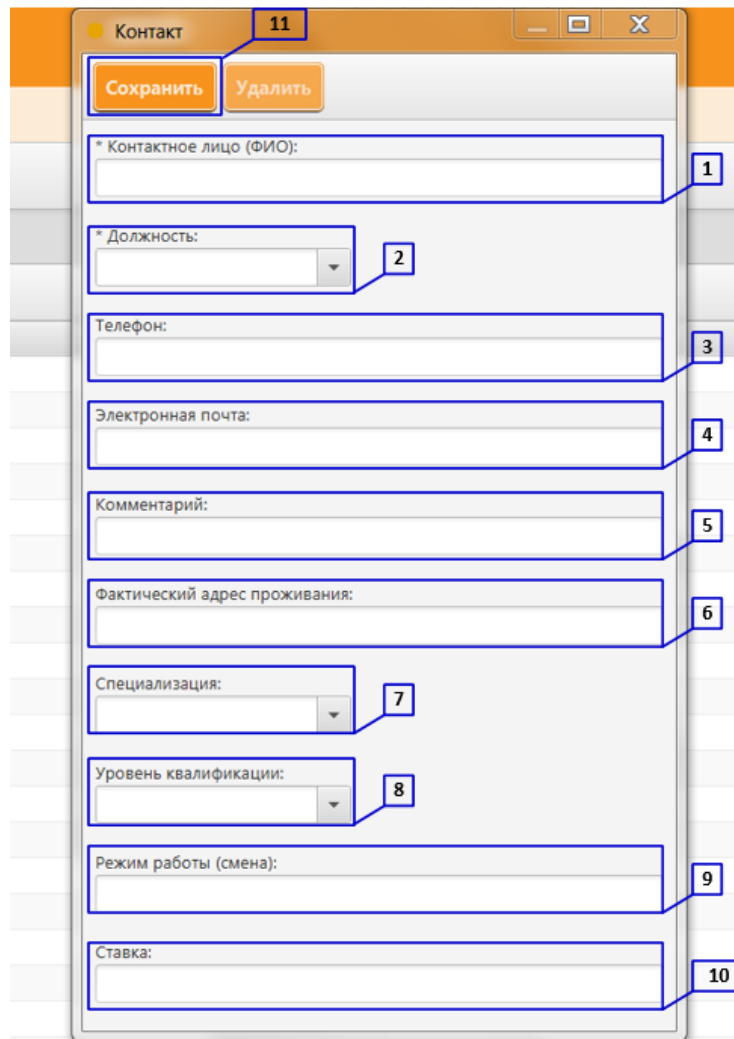 Контакт
11
Сохранить Удалить
* Контактное лицо (ФИО):
1
* Должность:
2
Телефон:
3
Электронная почта:
4
Комментарий:
5
Фактический адрес проживания:
6
Специализация:
7
Уровень квалификации:
8
Режим работы (смена):
9
Ставка:
10